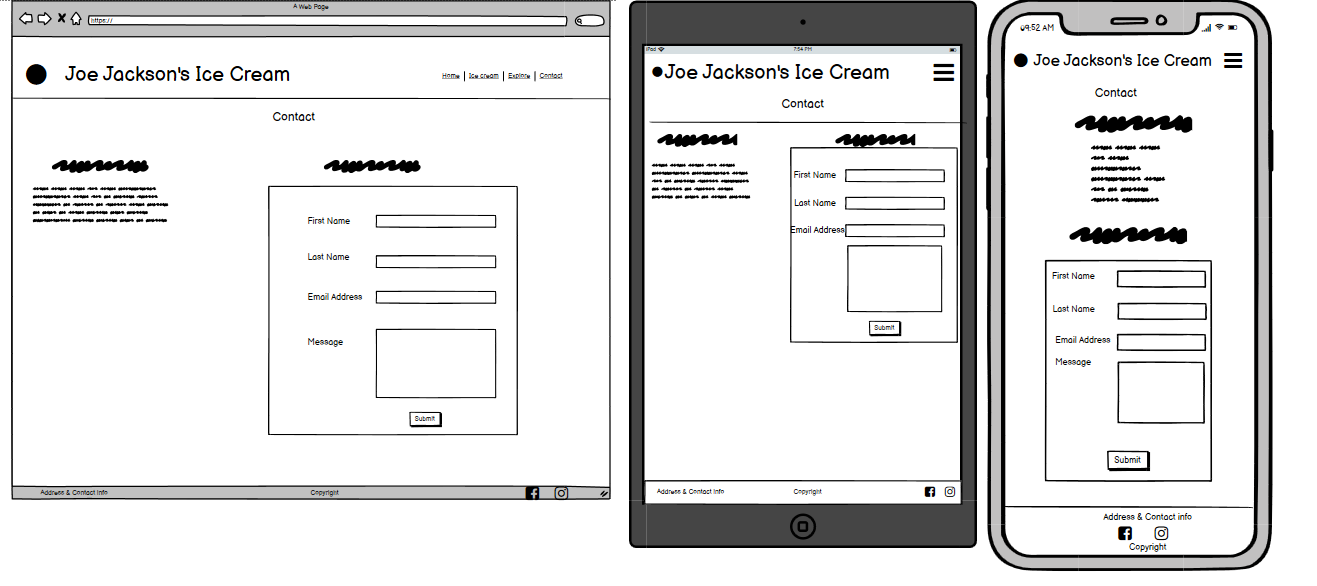 A Web Page
https://
Joe Jackson's Ice Cream
Home | Ice cream | Explore | Contact
Contact
First Name
Last Name
Email Address
Message
Submit
Address & Contact Info
Copyright
iPad
7:54 PM
Joe Jackson's Ice Cream
Contact
First Name
Last Name
Email Address
Submit
Address & Contact Info
Copyright
09:52 AM
Joe Jackson's Ice Cream
Contact
First Name
Last Name
Email Address
Message
Submit
Address & Contact info
Copyright